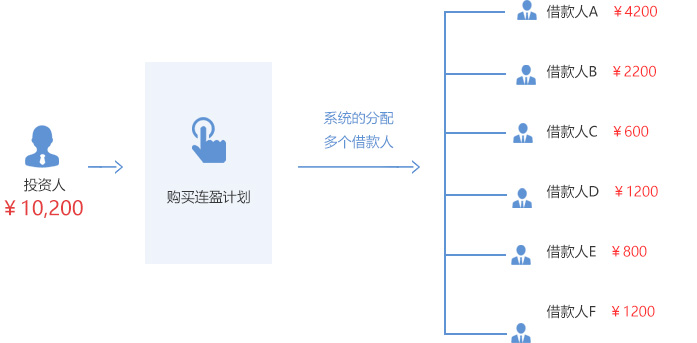 投资人
￥10,200
购买连盈计划
系统的分配
多个借款人
借款人A ￥4200
借款人B ￥2200
借款人C ￥600
借款人D ￥1200
借款人E ￥800
借款人F ￥1200